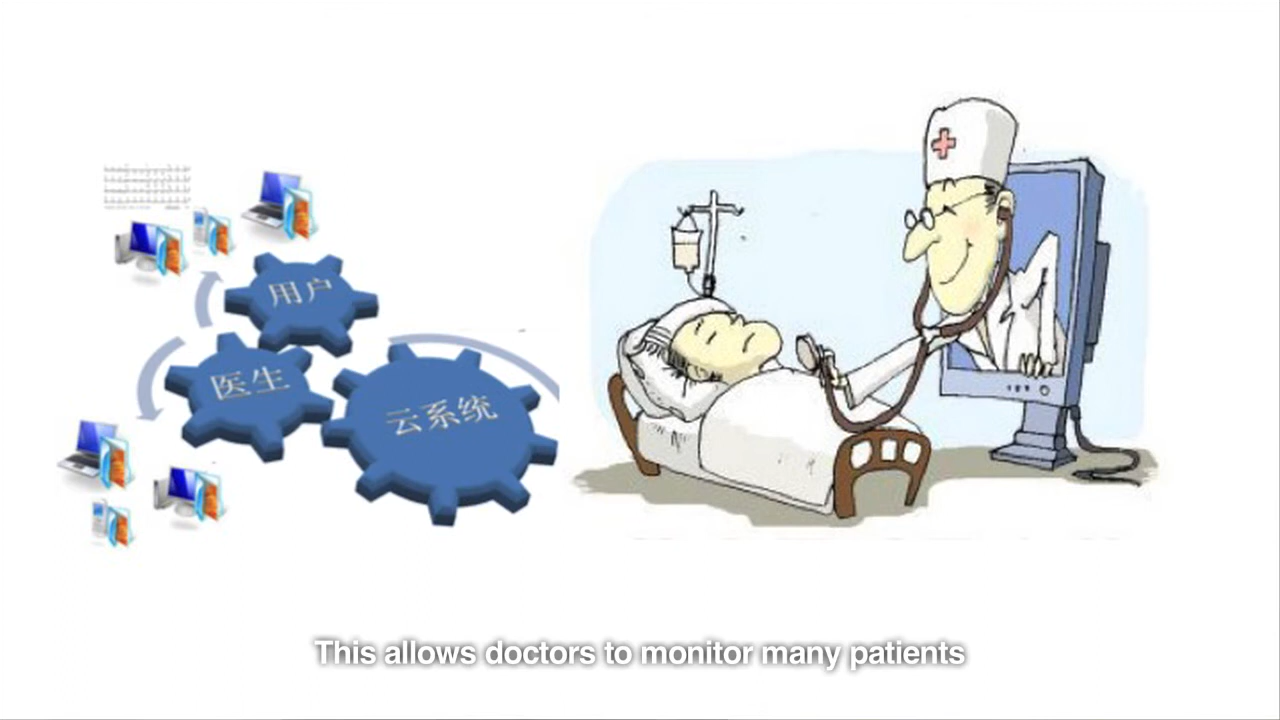 用户
医生
云系统
This allows doctors to monitor many patients